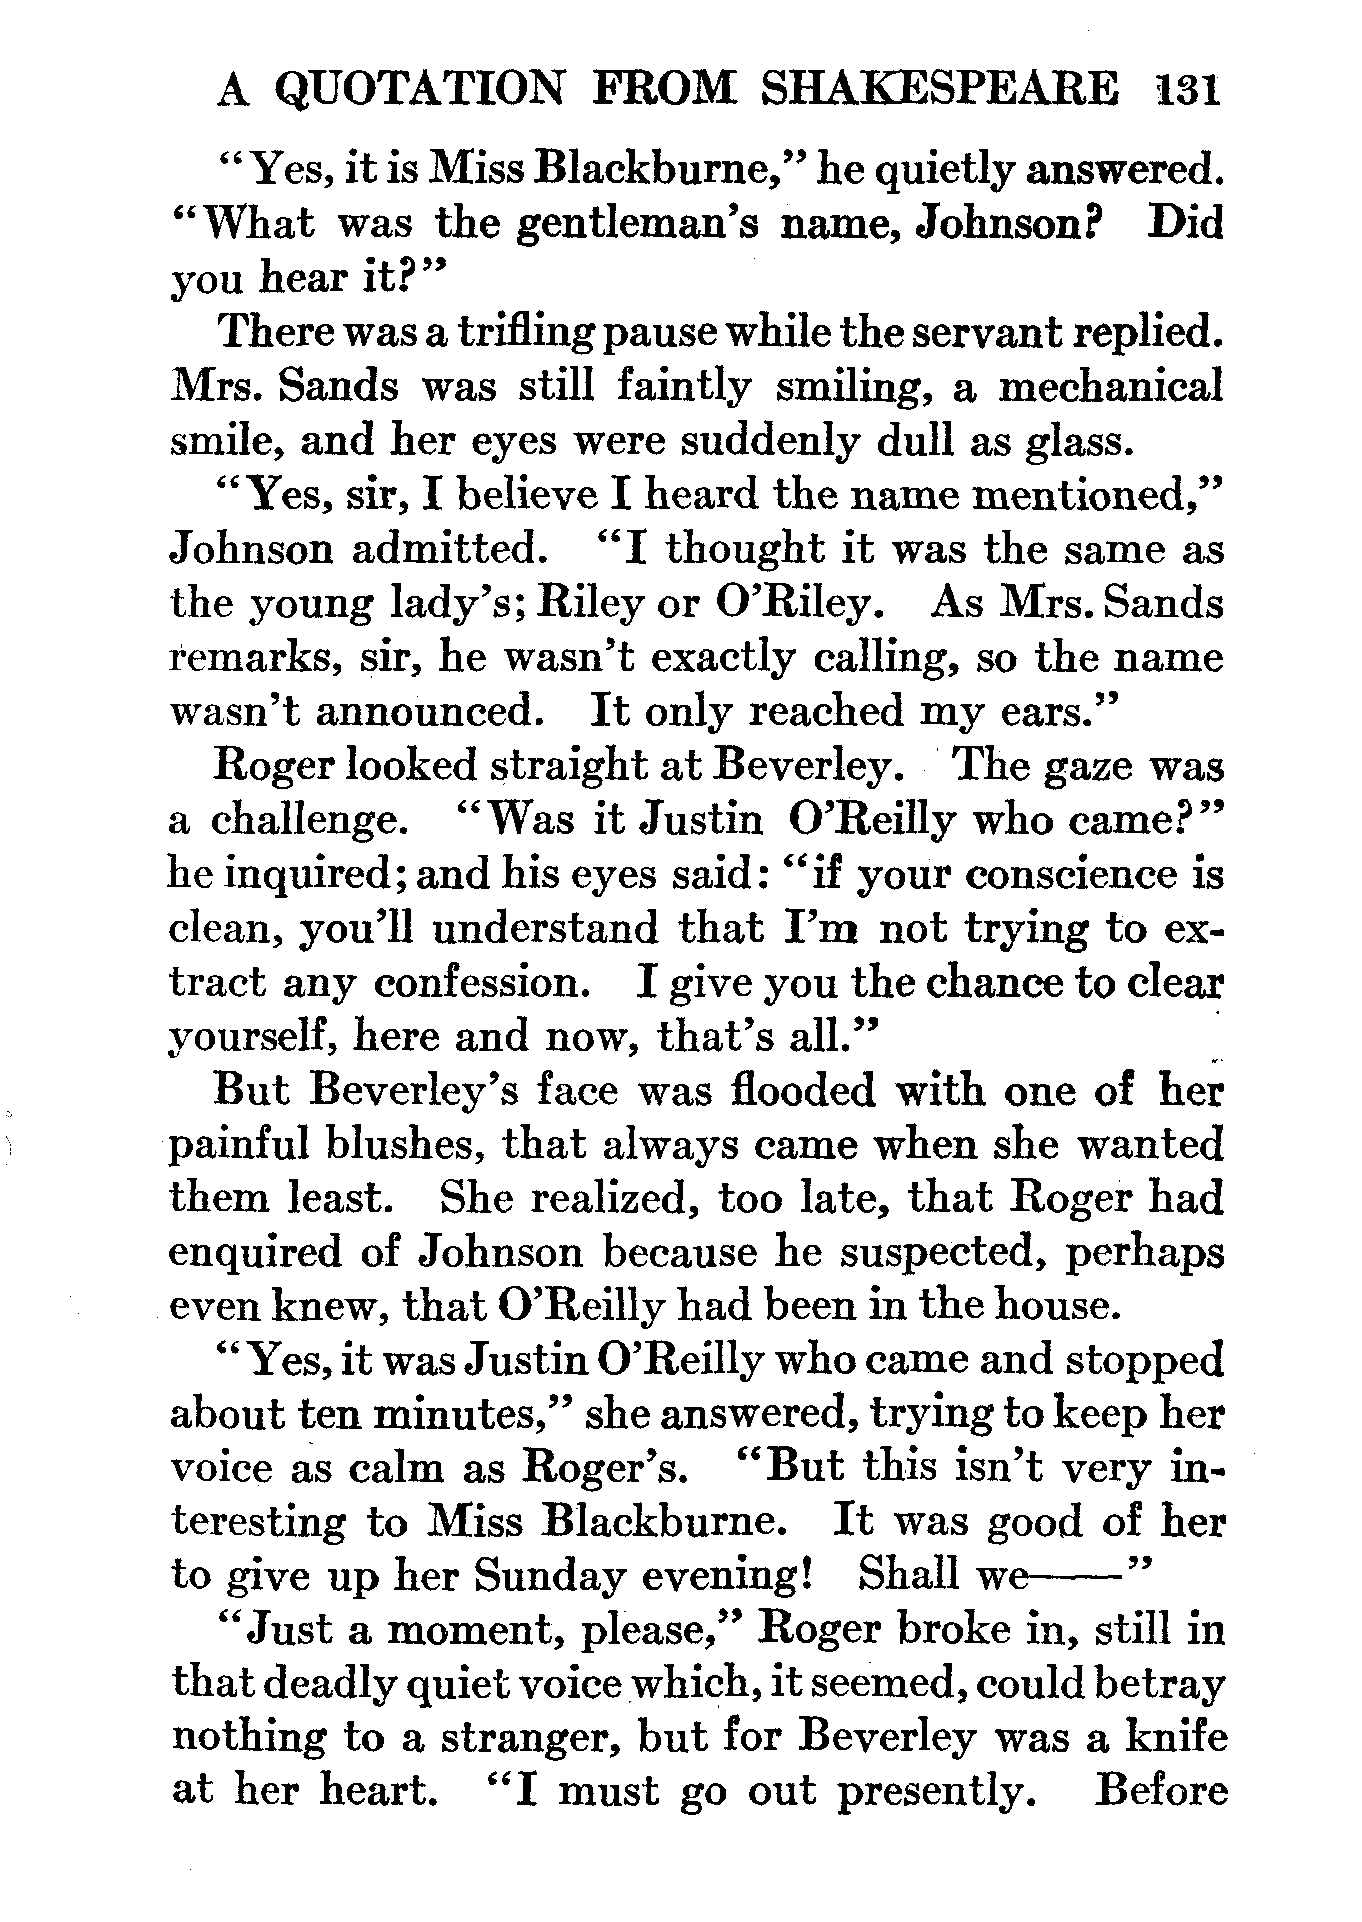 A QUOTATION FROM SHAKESPEARE 131
"Yes, it is Miss Blackburne," he quietly answered.
"What was the gentleman's name, Johnson? Did
you hear it?"
There was a trifling pause while the servant replied.
Mrs. Sands was still faintly smiling, a mechanical
smile, and her eyes were suddenly dull as glass.
"Yes, sir, I believe I heard the name mentioned,"
Johnson admitted. "I thought it was the same as
the young lady's; Riley or O'Riley. As Mrs. Sands
remarks, sir, he wasn't exactly calling, so the name
wasn't announced. It only reached my ears."
Roger looked straight at Beverley. The gaze was
a challenge. "Was it Justin O'Reilly who came?"
he inquired; and his eyes said: "if your conscience is
clean, you'll understand that I'm not trying to ex-
tract any confession. I give you the chance to clear
yourself, here and now, that's all."
But Beverley's face was flooded with one of her
painful blushes, that always came when she wanted
them least. She realized, too late, that Roger had
enquired of Johnson because he suspected, perhaps
even knew, that O'Reilly had been in the house.
"Yes, it was Justin O'Reilly who came and stopped
about ten minutes," she answered, trying to keep her
voice as calm as Roger's. "But this isn't very in-
teresting to Miss Blackburne. It was good of her
to give up her Sunday evening! Shall we——"
"Just a moment, please," Roger broke in, still in
that deadly quiet voice which, it seemed, could betray
nothing to a stranger, but for Beverley was a knife
at her heart. "I must go out presently. Before